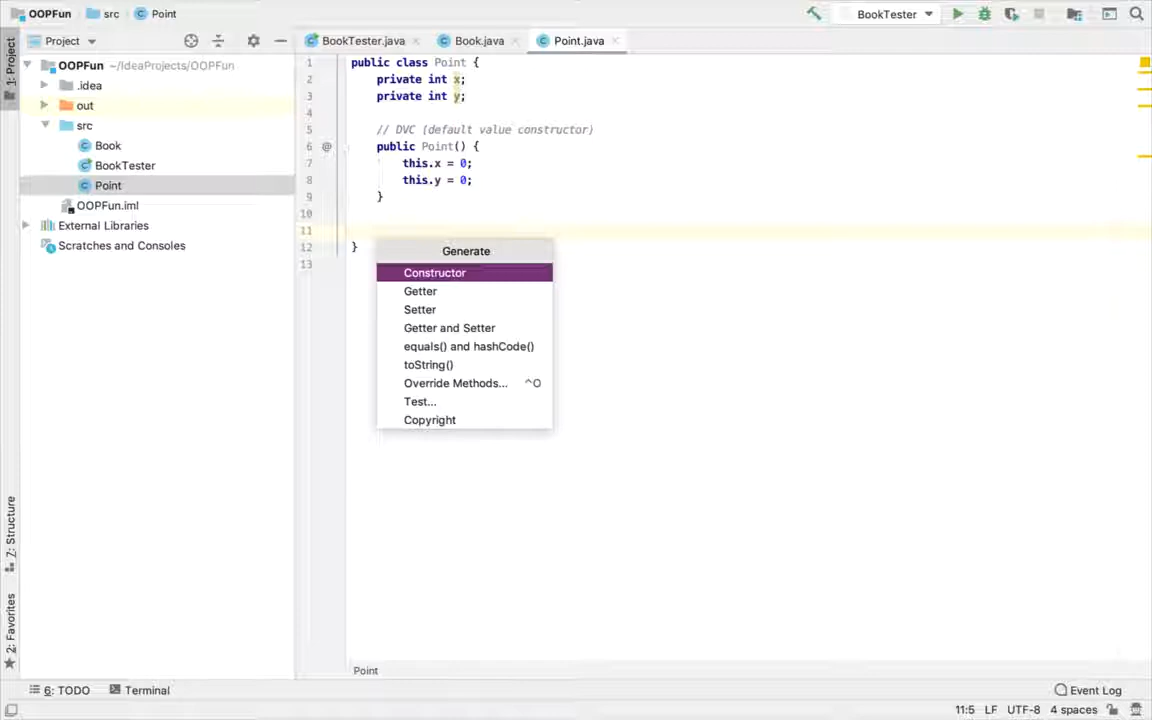 OOPFun src Point
BookTester
Project
BookTester.java Book.java Point.java
1: Project
OOPFun ~/IdeaProjects/OOPFun
.idea
out
src
Book
BookTester
Point
OOPFun.iml
External Libraries
Scratches and Consoles
1 public class Point {
2 private int x;
3 private int y;
4
5 // DVC (default value constructor)
6 @ public Point() {
7 this.x = 0;
8 this.y = 0;
9 }
10
11
12 }
13
Generate
Constructor
Getter
Setter
Getter and Setter
equals() and hashCode()
toString()
Override Methods... ^O
Test...
Copyright
7: Structure
2: Favorites
Point
6: TODO Terminal Event Log
11:5 LF UTF-8 4 spaces